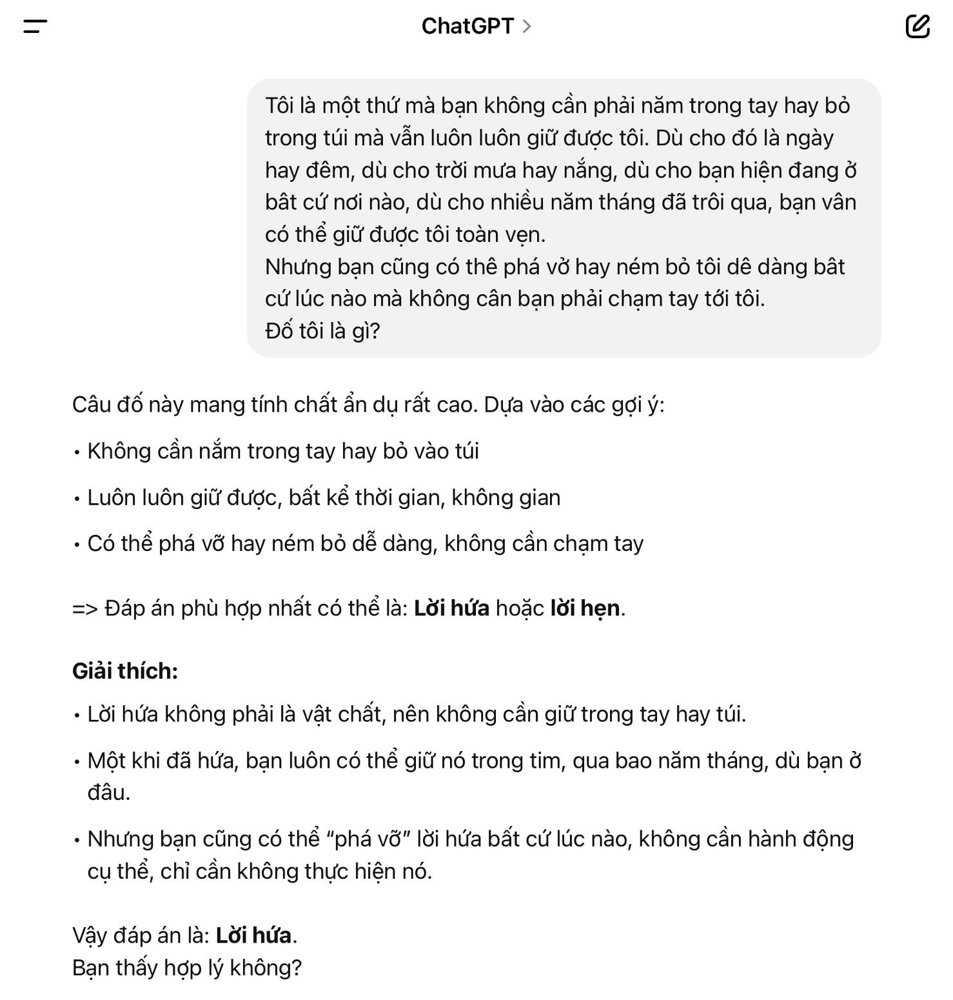 ChatGPT >
Tôi là một thứ mà bạn không cần phải năm trong tay hay bỏ
trong túi mà vẫn luôn luôn giữ được tôi. Dù cho đó là ngày
hay đêm, dù cho trời mưa hay nắng, dù cho bạn hiện đang ở
bât cứ nơi nào, dù cho nhiều năm tháng đã trôi qua, bạn vân
có thể giữ được tôi toàn vẹn.
Nhưng bạn cũng có thê phá vở hay ném bỏ tôi dê dàng bât
cứ lúc nào mà không cân bạn phải chạm tay tới tôi.
Đố tôi là gì?
Câu đố này mang tính chất ẩn dụ rất cao. Dựa vào các gợi ý:
• Không cần nắm trong tay hay bỏ vào túi
• Luôn luôn giữ được, bất kể thời gian, không gian
• Có thể phá vỡ hay ném bỏ dễ dàng, không cần chạm tay
=> Đáp án phù hợp nhất có thể là: Lời hứa hoặc lời hẹn.
Giải thích:
• Lời hứa không phải là vật chất, nên không cần giữ trong tay hay túi.
• Một khi đã hứa, bạn luôn có thể giữ nó trong tim, qua bao năm tháng, dù bạn ở
đâu.
• Nhưng bạn cũng có thể “phá vỡ” lời hứa bất cứ lúc nào, không cần hành động
cụ thể, chỉ cần không thực hiện nó.
Vậy đáp án là: Lời hứa.
Bạn thấy hợp lý không?